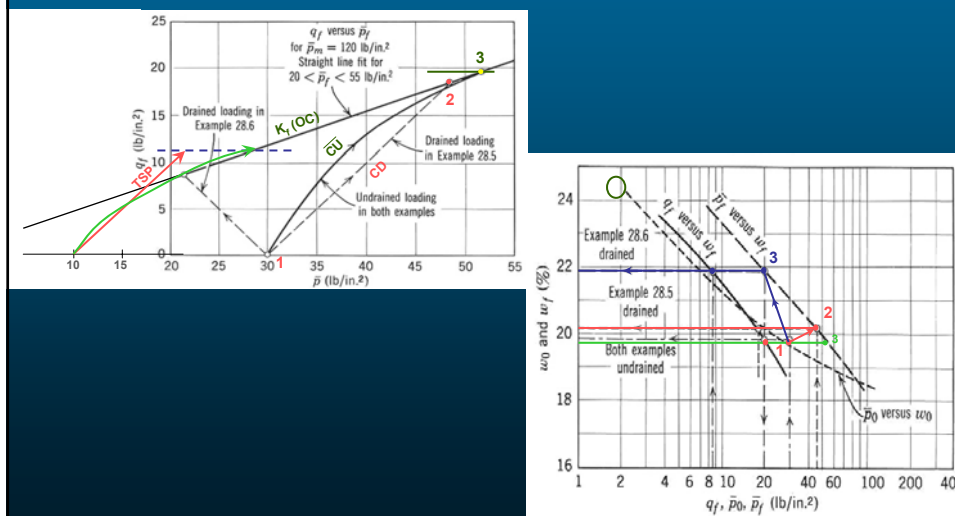 25
20
15
10
5
0
q_f (lb/in.²)
q_f versus p̄_f
for p̄_m = 120 lb/in.²
Straight line fit for
20 < p̄_f < 55 lb/in.²
3
2
Drained loading in
Example 28.6
K_f (OC)
C̅U̅
CD
TSP
Drained loading
in Example 28.5
Undrained loading
in both examples
1
10 15 20 25 30 35 40 45 50 55
p̄ (lb/in.²)
24
22
20
18
16
w₀ and w_f (%)
Example 28.6
drained
Example 28.5
drained
Both examples
undrained
q_f versus w_f
p̄_f versus w_f
3
2
1
3
p̄₀ versus w₀
1 2 4 6 8 10 20 40 60 100 200 40
q_f, p̄₀, p̄_f (lb/in.²)